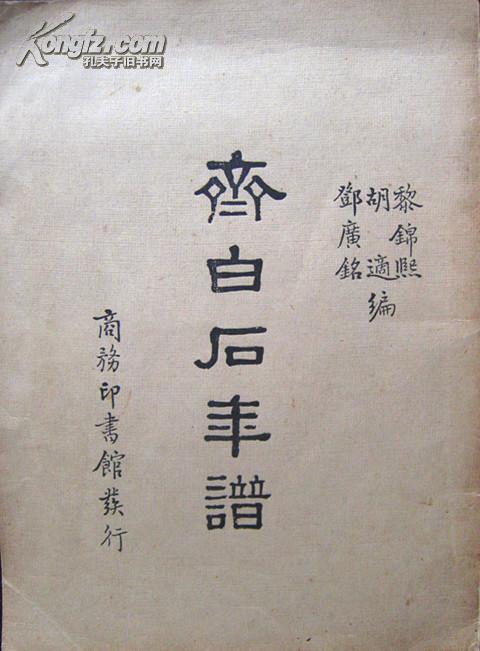 Kongfz.com
孔夫子旧书网
黎錦熙
胡適
鄧廣銘
編
齊白石年譜
商務印書館發行